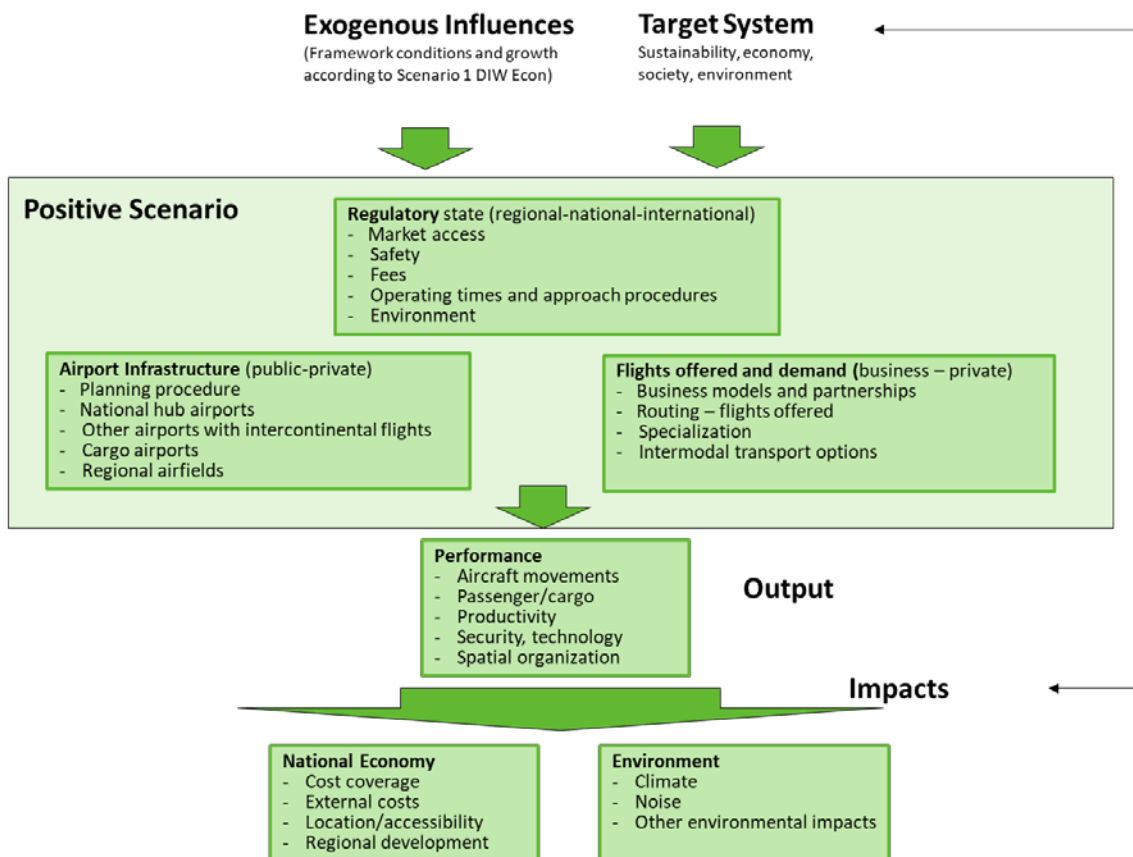 Exogenous Influences
(Framework conditions and growth
according to Scenario 1 DIW Econ)
Target System
Sustainability, economy,
society, environment
Positive Scenario
Regulatory state (regional-national-international)
- Market access
- Safety
- Fees
- Operating times and approach procedures
- Environment
Airport Infrastructure (public-private)
- Planning procedure
- National hub airports
- Other airports with intercontinental flights
- Cargo airports
- Regional airfields
Flights offered and demand (business – private)
- Business models and partnerships
- Routing – flights offered
- Specialization
- Intermodal transport options
Performance
- Aircraft movements
- Passenger/cargo
- Productivity
- Security, technology
- Spatial organization
Output
Impacts
National Economy
- Cost coverage
- External costs
- Location/accessibility
- Regional development
Environment
- Climate
- Noise
- Other environmental impacts